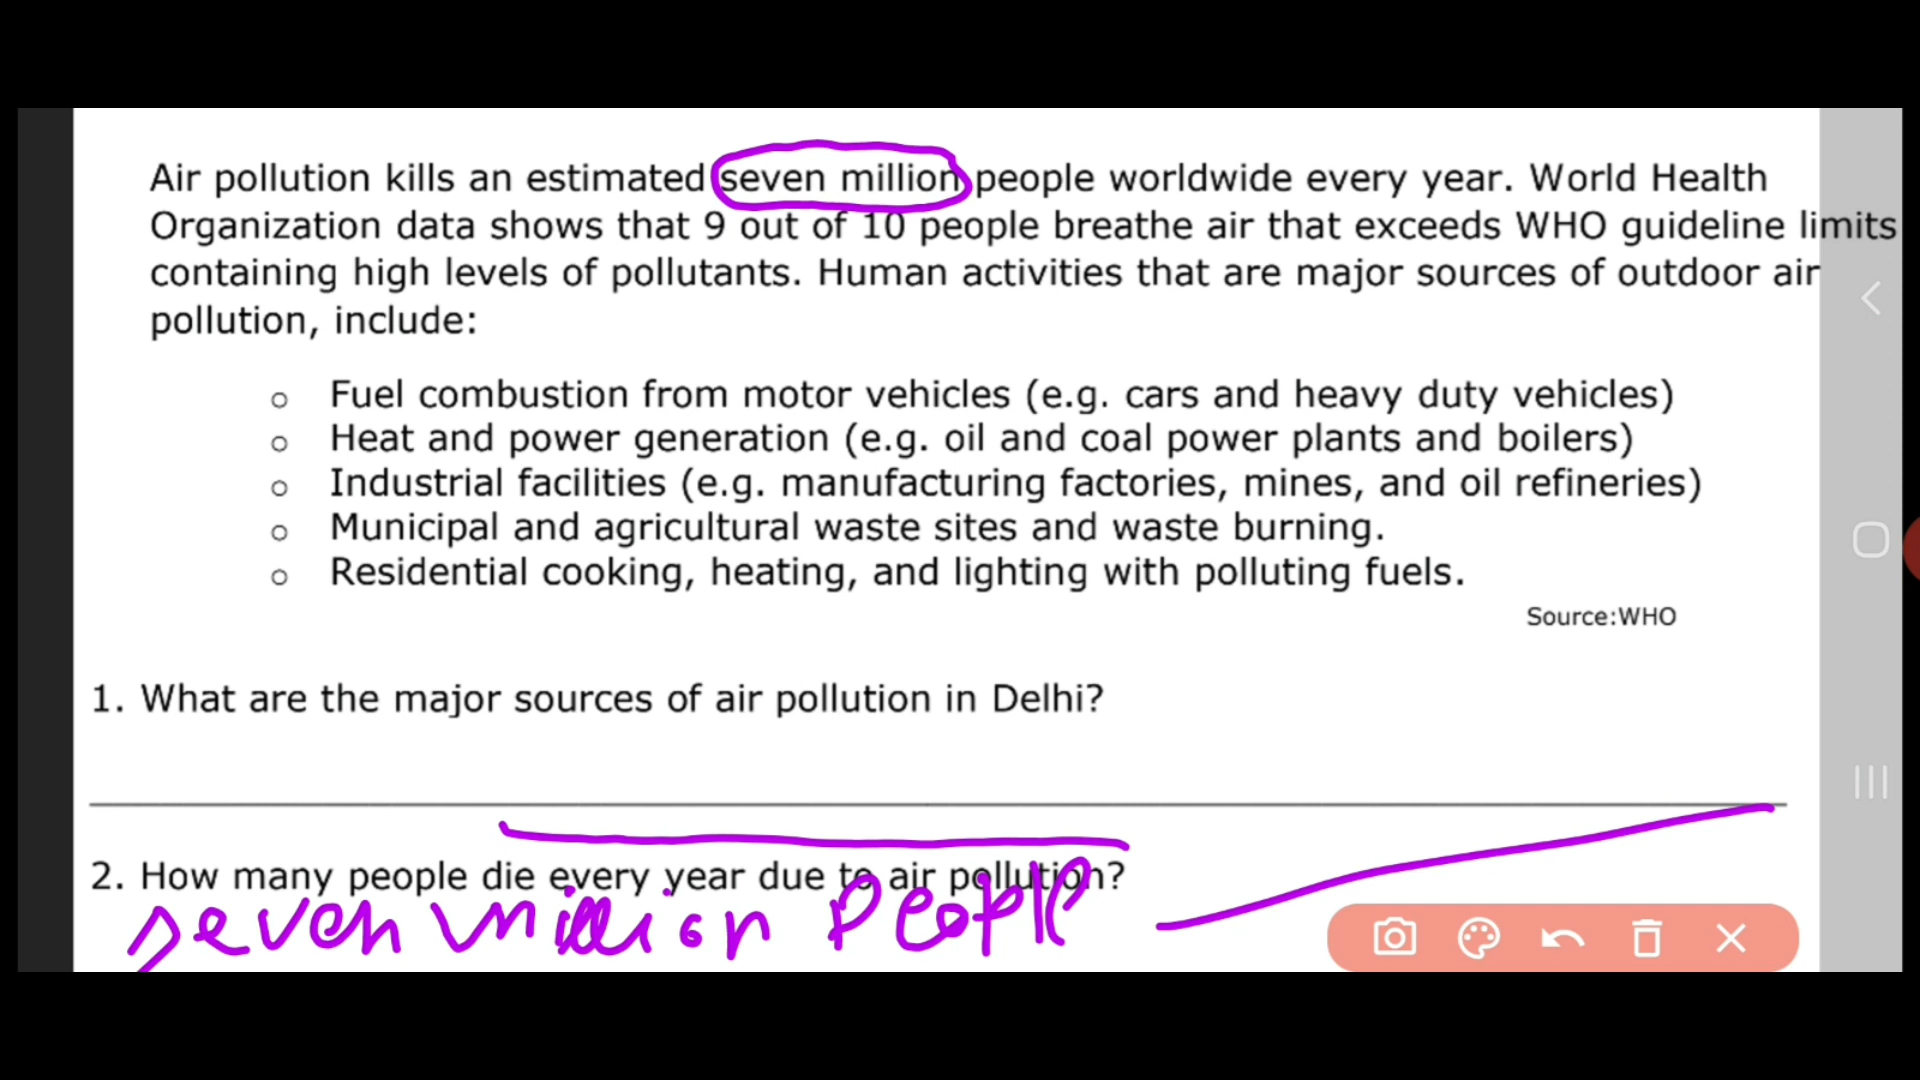 Air pollution kills an estimated seven million people worldwide every year. World Health
Organization data shows that 9 out of 10 people breathe air that exceeds WHO guideline limits
containing high levels of pollutants. Human activities that are major sources of outdoor air
pollution, include:
o Fuel combustion from motor vehicles (e.g. cars and heavy duty vehicles)
o Heat and power generation (e.g. oil and coal power plants and boilers)
o Industrial facilities (e.g. manufacturing factories, mines, and oil refineries)
o Municipal and agricultural waste sites and waste burning.
o Residential cooking, heating, and lighting with polluting fuels.
Source:WHO
1. What are the major sources of air pollution in Delhi?
2. How many people die every year due to air pollution?
seven million people